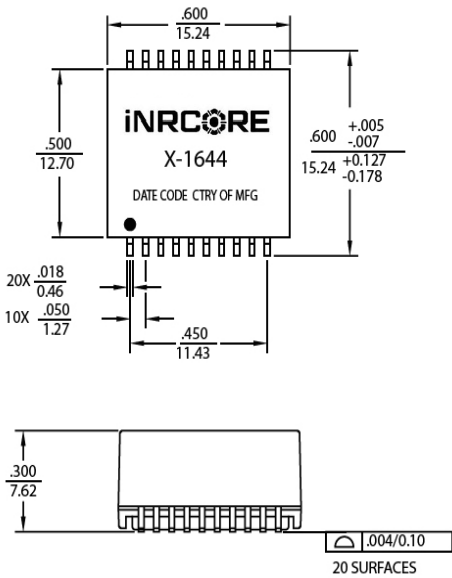 .600
15.24
iNRCORE
X-1644
DATE CODE CTRY OF MFG
.500
12.70
.600 +.005
-.007
15.24 +0.127
-0.178
20X .018
0.46
10X .050
1.27
.450
11.43
.300
7.62
.004/0.10
20 SURFACES